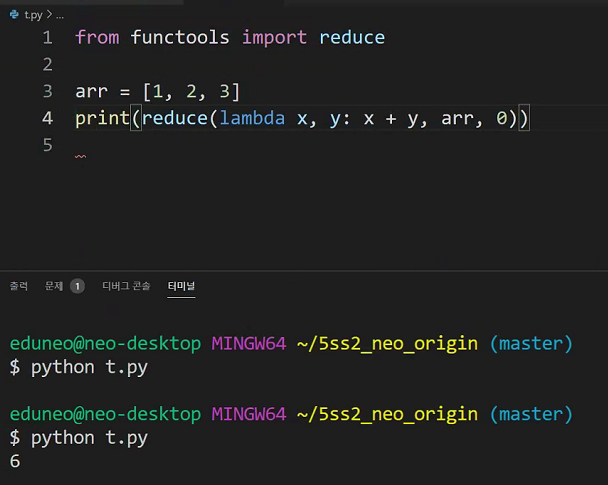 t.py > ...
1 from functools import reduce
2
3 arr = [1, 2, 3]
4 print(reduce(lambda x, y: x + y, arr, 0))
5
출력 문제 1 디버그 콘솔 터미널
eduneo@neo-desktop MINGW64 ~/5ss2_neo_origin (master)
$ python t.py
eduneo@neo-desktop MINGW64 ~/5ss2_neo_origin (master)
$ python t.py
6